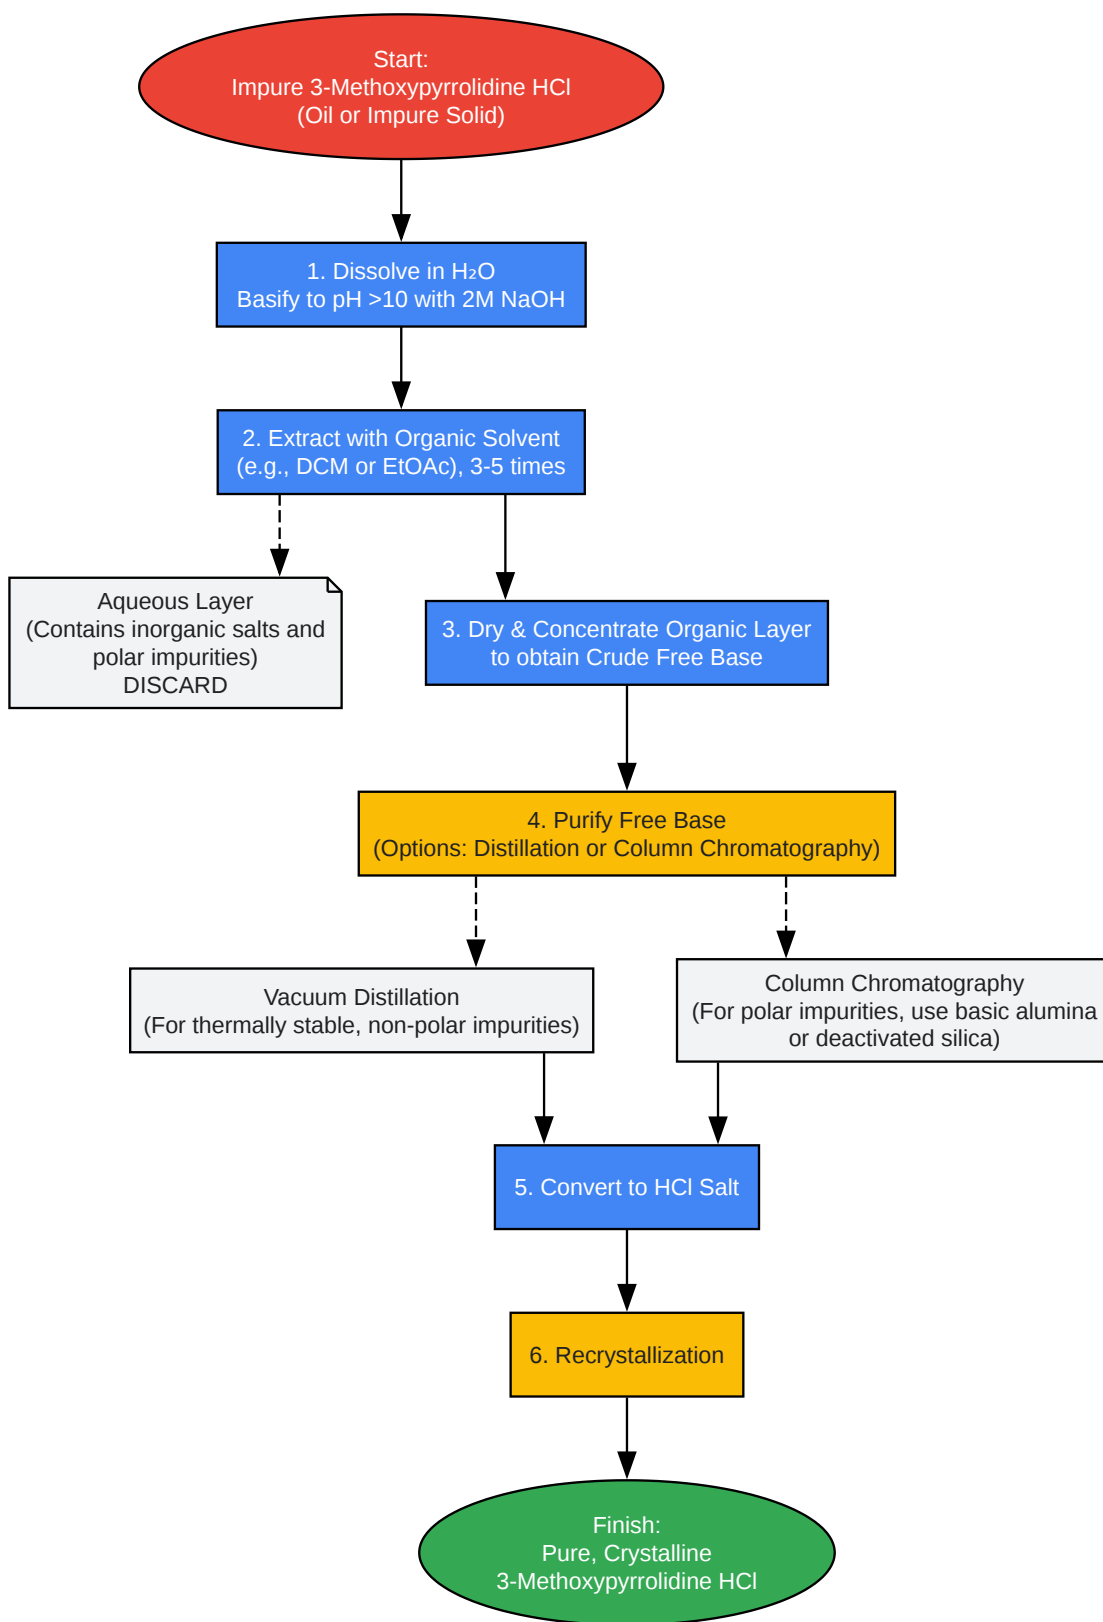 Start:
Impure 3-Methoxypyrrolidine HCl
(Oil or Impure Solid)
1. Dissolve in H₂O
Basify to pH >10 with 2M NaOH
2. Extract with Organic Solvent
(e.g., DCM or EtOAc), 3-5 times
Aqueous Layer
(Contains inorganic salts and
polar impurities)
DISCARD
3. Dry & Concentrate Organic Layer
to obtain Crude Free Base
4. Purify Free Base
(Options: Distillation or Column Chromatography)
Vacuum Distillation
(For thermally stable, non-polar impurities)
Column Chromatography
(For polar impurities, use basic alumina
or deactivated silica)
5. Convert to HCl Salt
6. Recrystallization
Finish:
Pure, Crystalline
3-Methoxypyrrolidine HCl